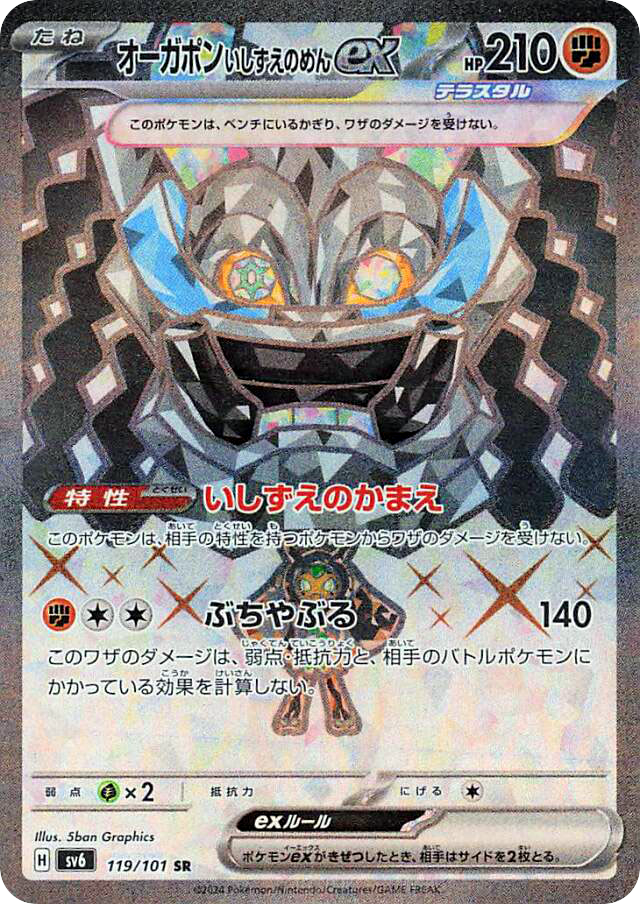 たね
オーガポン いしずえのめん ex HP 210
テラスタル
このポケモンは、ベンチにいるかぎり、ワザのダメージを受けない。
特性 いしずえのかまえ
このポケモンは、相手の特性を持つポケモンからワザのダメージを受けない。
ぶちやぶる 140
このワザのダメージは、弱点・抵抗力と、相手のバトルポケモンに
かかっている効果を計算しない。
弱点 ×2 抵抗力 にげる
exルール
ポケモンexがきぜつしたとき、相手はサイドを2枚とる。
Illus. 5ban Graphics
H sv6 119/101 SR
©2024 Pokémon/Nintendo/Creatures/GAME FREAK